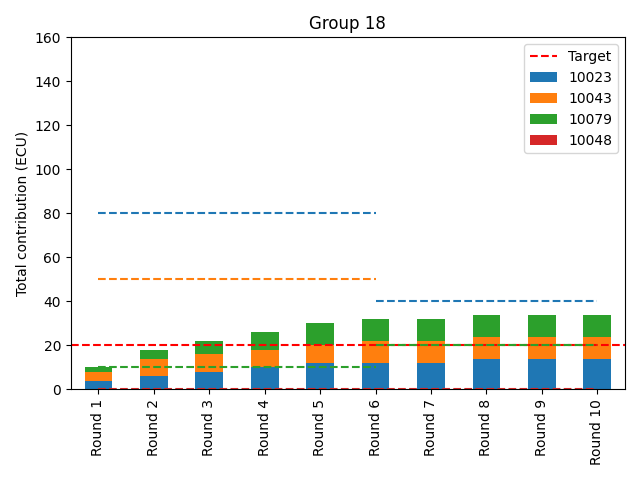 Group 18
Total contribution (ECU)
160
140
120
100
80
60
40
20
0
Target
10023
10043
10079
10048
Round 1
Round 2
Round 3
Round 4
Round 5
Round 6
Round 7
Round 8
Round 9
Round 10